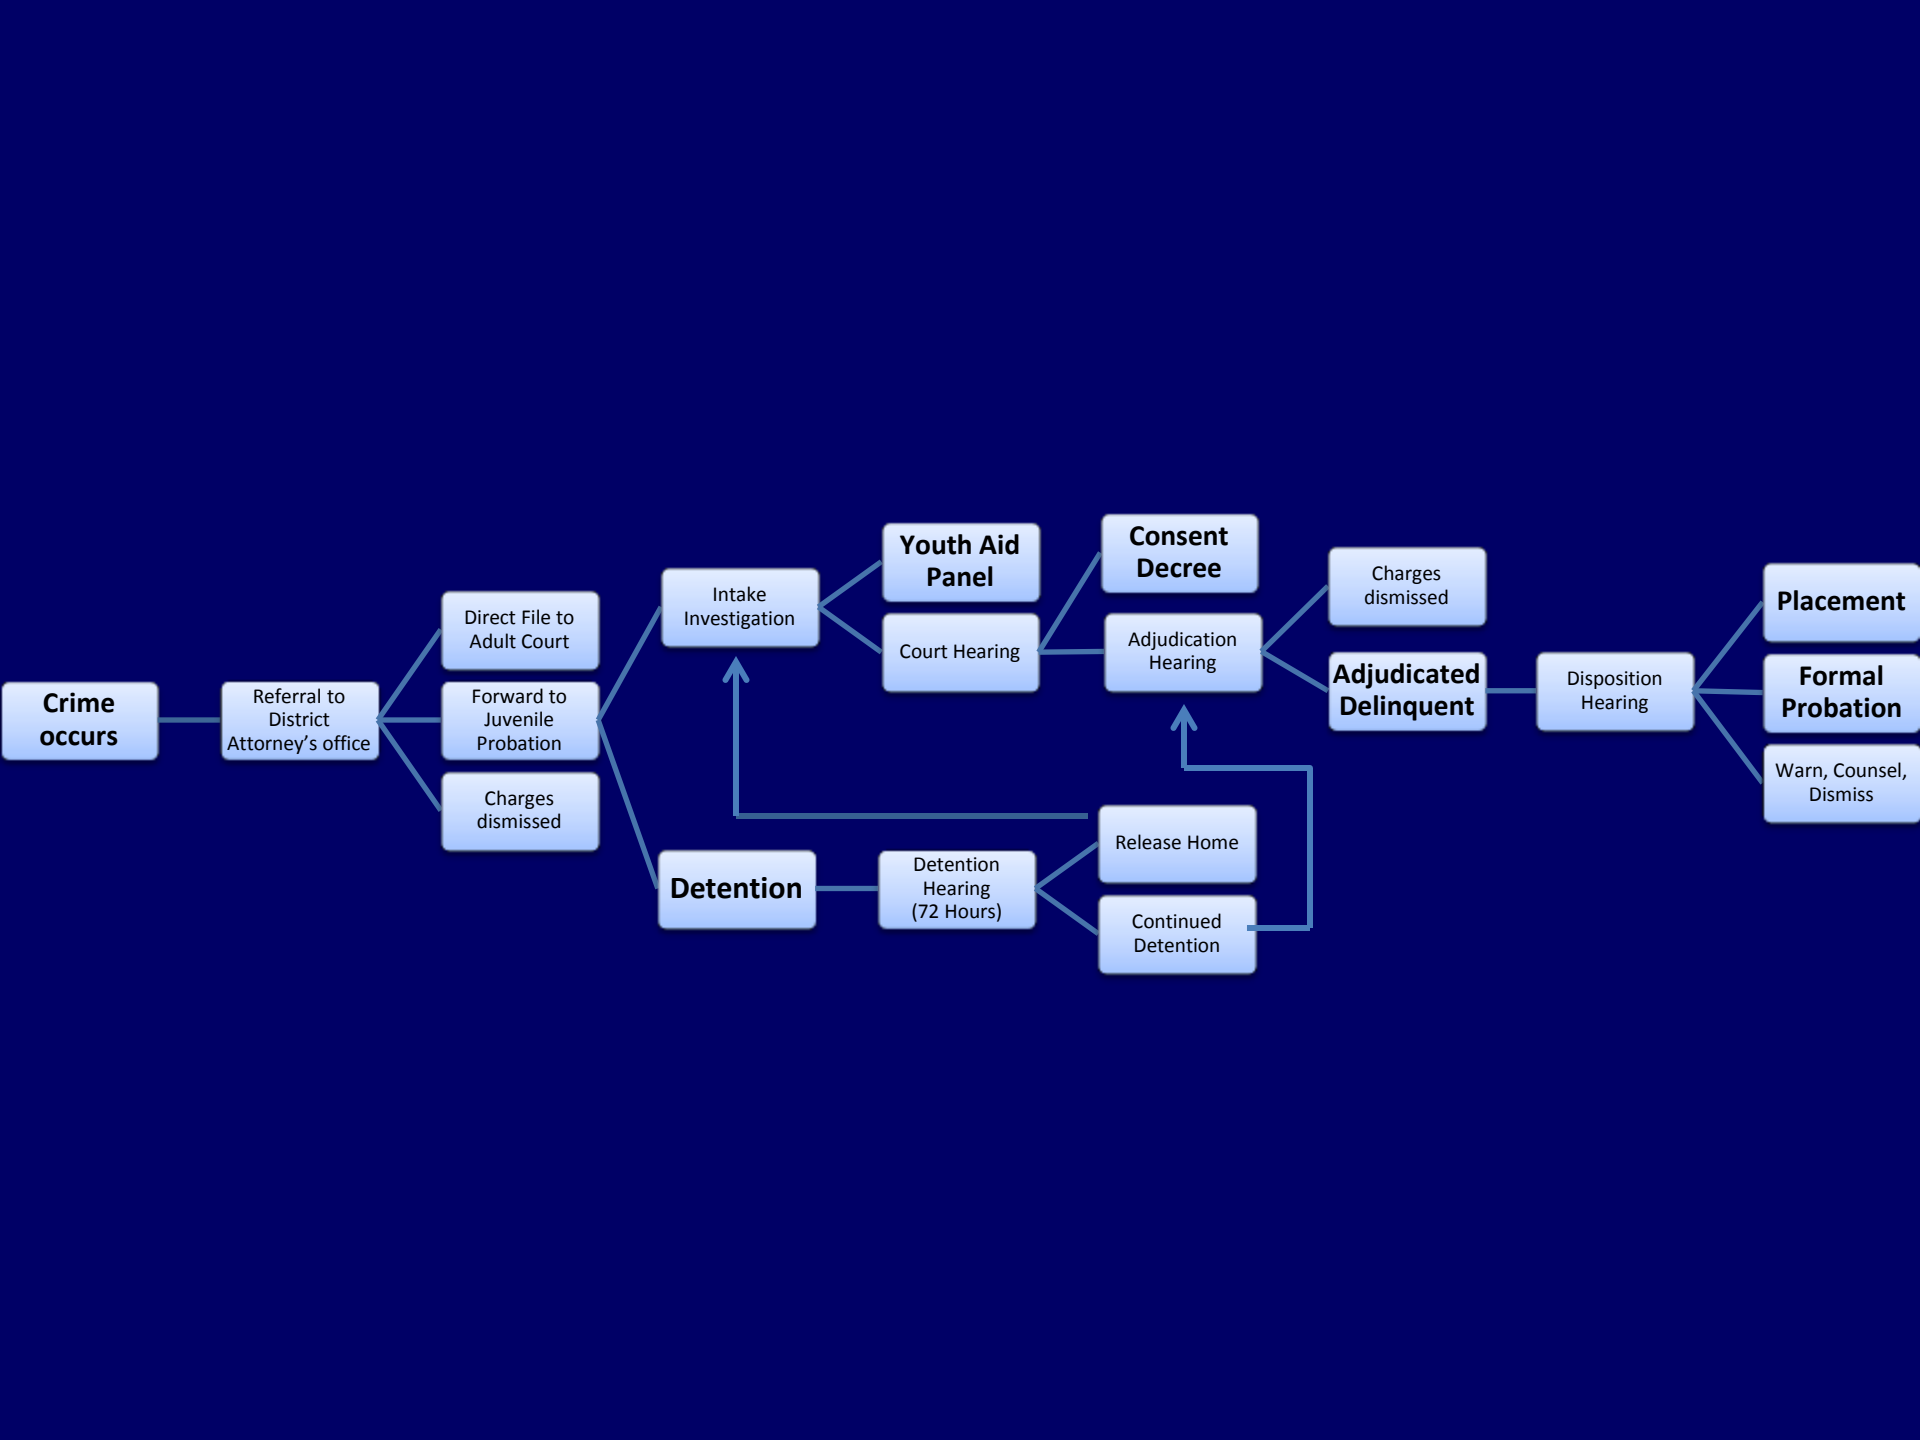 Crime
occurs
Referral to
District
Attorney’s office
Direct File to
Adult Court
Forward to
Juvenile
Probation
Charges
dismissed
Intake
Investigation
Detention
Youth Aid
Panel
Court Hearing
Detention
Hearing
(72 Hours)
Consent
Decree
Adjudication
Hearing
Release Home
Continued
Detention
Charges
dismissed
Adjudicated
Delinquent
Disposition
Hearing
Placement
Formal
Probation
Warn, Counsel,
Dismiss